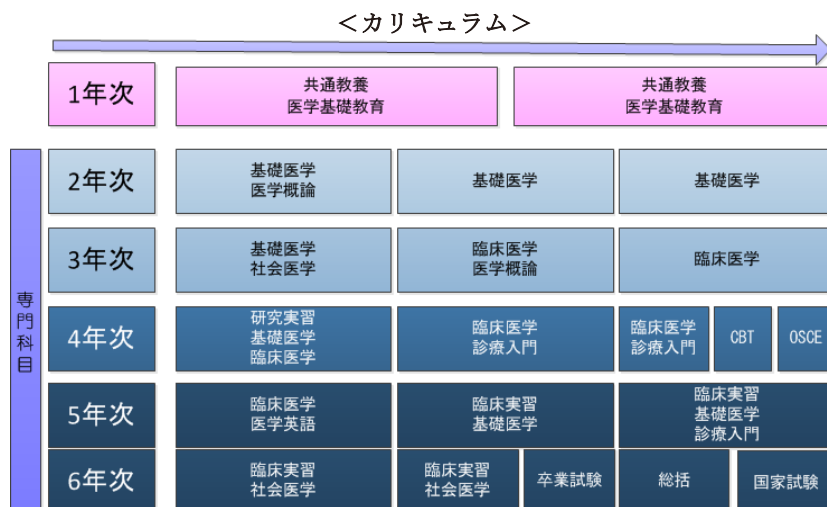 ＜カリキュラム＞
1年次
共通教養
医学基礎教育
共通教養
医学基礎教育
専門科目
2年次
基礎医学
医学概論
基礎医学
基礎医学
3年次
基礎医学
社会医学
臨床医学
医学概論
臨床医学
4年次
研究実習
基礎医学
臨床医学
臨床医学
診療入門
臨床医学
診療入門
CBT
OSCE
5年次
臨床医学
医学英語
臨床実習
基礎医学
臨床実習
基礎医学
診療入門
6年次
臨床実習
社会医学
臨床実習
社会医学
卒業試験
総括
国家試験